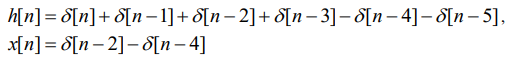 h[n] = δ[n] + δ[n−1] + δ[n−2] + δ[n−3] − δ[n−4] − δ[n−5],
x[n] = δ[n−2] − δ[n−4]